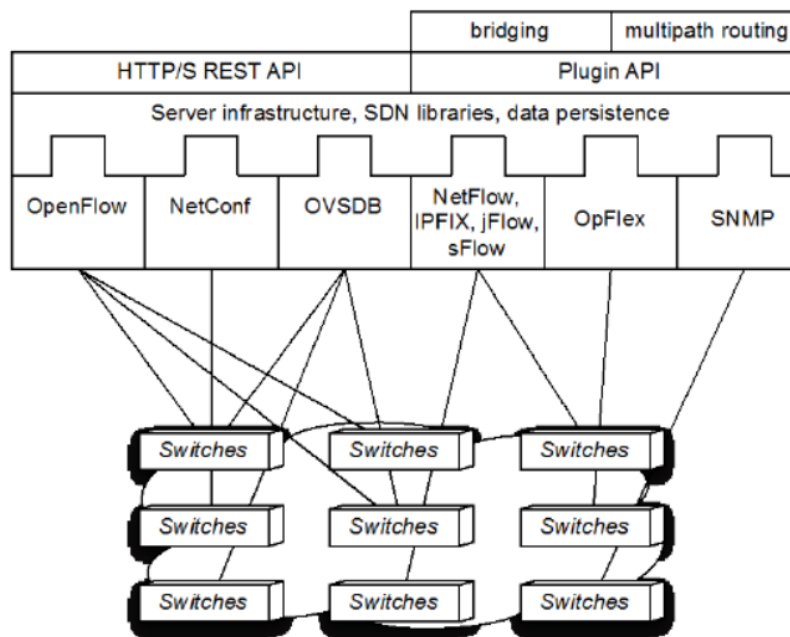 bridging
multipath routing
HTTP/S REST API
Plugin API
Server infrastructure, SDN libraries, data persistence
OpenFlow
NetConf
OVSDB
NetFlow,
IPFIX, jFlow,
sFlow
OpFlex
SNMP
Switches
Switches
Switches
Switches
Switches
Switches
Switches
Switches
Switches